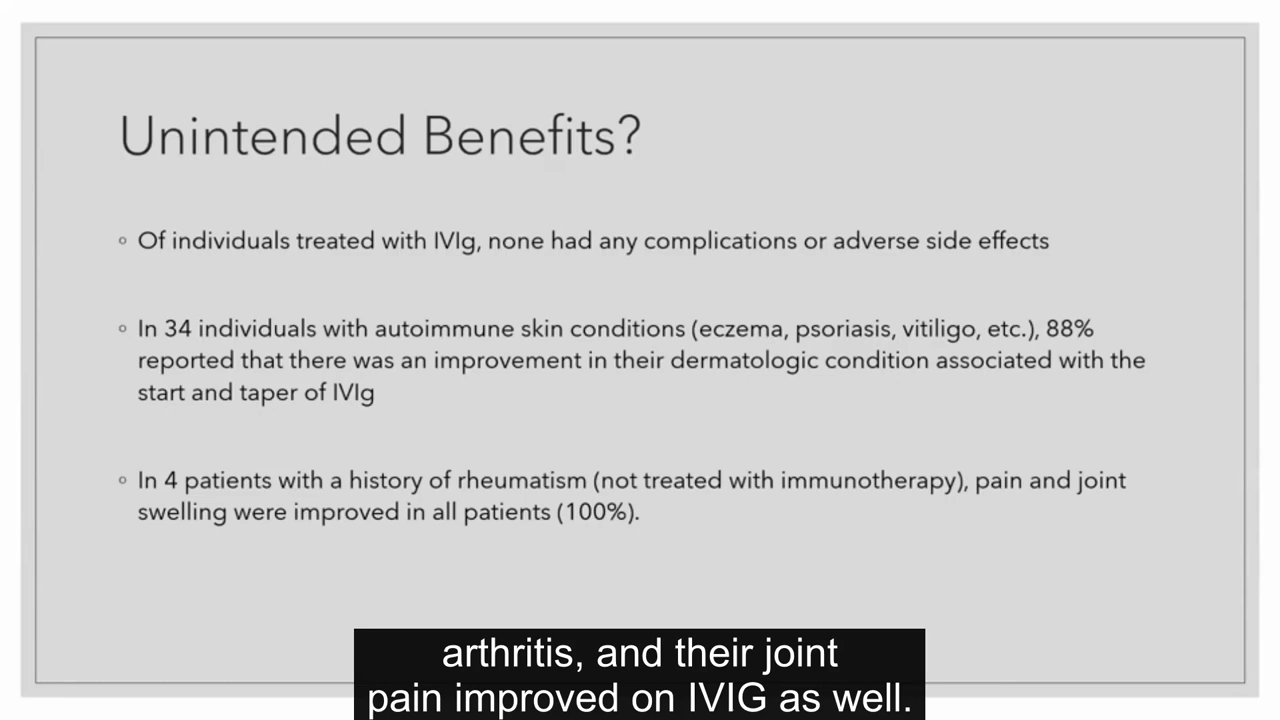 Unintended Benefits?
◦ Of individuals treated with IVIg, none had any complications or adverse side effects
◦ In 34 individuals with autoimmune skin conditions (eczema, psoriasis, vitiligo, etc.), 88%
reported that there was an improvement in their dermatologic condition associated with the
start and taper of IVIg
◦ In 4 patients with a history of rheumatism (not treated with immunotherapy), pain and joint
swelling were improved in all patients (100%).
arthritis, and their joint
pain improved on IVIG as well.